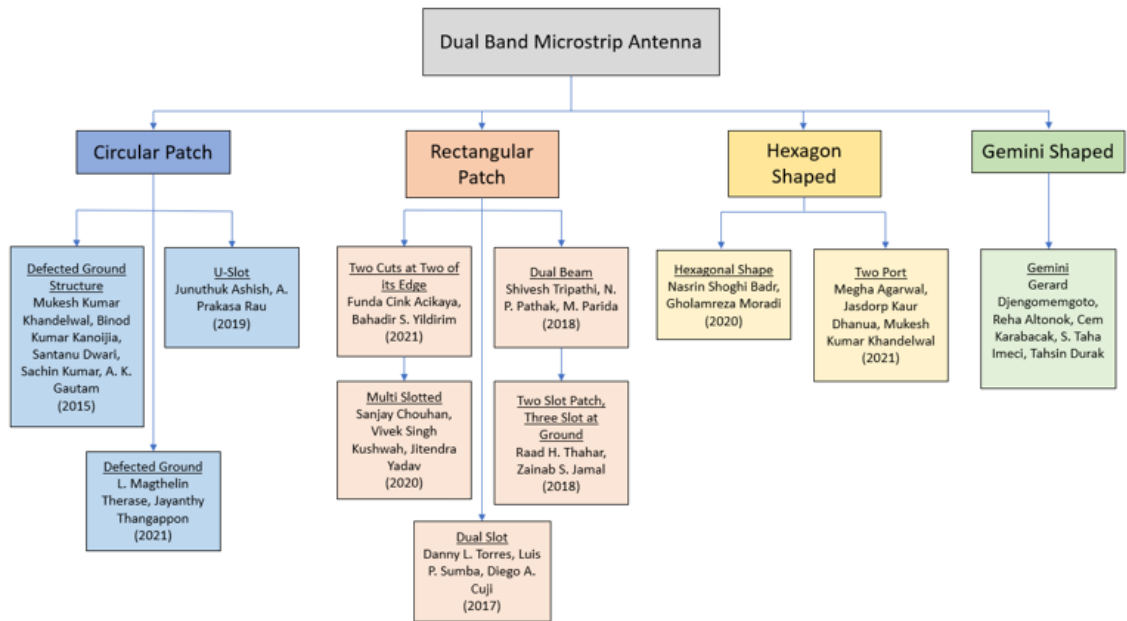 Dual Band Microstrip Antenna
Circular Patch
Rectangular
Patch
Hexagon
Shaped
Gemini Shaped
Defected Ground
Structure
Mukesh Kumar
Khandelwal, Binod
Kumar Kanoijia,
Santanu Dwari,
Sachin Kumar, A. K.
Gautam
(2015)
U-Slot
Junuthuk Ashish, A.
Prakasa Rau
(2019)
Defected Ground
L. Magthelin
Therase, Jayanthy
Thangappon
(2021)
Two Cuts at Two of
its Edge
Funda Cink Acikaya,
Bahadir S. Yildirim
(2021)
Dual Beam
Shivesh Tripathi, N.
P. Pathak, M. Parida
(2018)
Multi Slotted
Sanjay Chouhan,
Vivek Singh
Kushwah, Jitendra
Yadav
(2020)
Two Slot Patch,
Three Slot at
Ground
Raad H. Thahar,
Zainab S. Jamal
(2018)
Dual Slot
Danny L. Torres, Luis
P. Sumba, Diego A.
Cuji
(2017)
Hexagonal Shape
Nasrin Shoghi Badr,
Gholamreza Moradi
(2020)
Two Port
Megha Agarwal,
Jasdorp Kaur
Dhanua, Mukesh
Kumar Khandelwal
(2021)
Gemini
Gerard
Djengomemgoto,
Reha Altonok, Cem
Karabacak, S. Taha
Imeci, Tahsin Durak